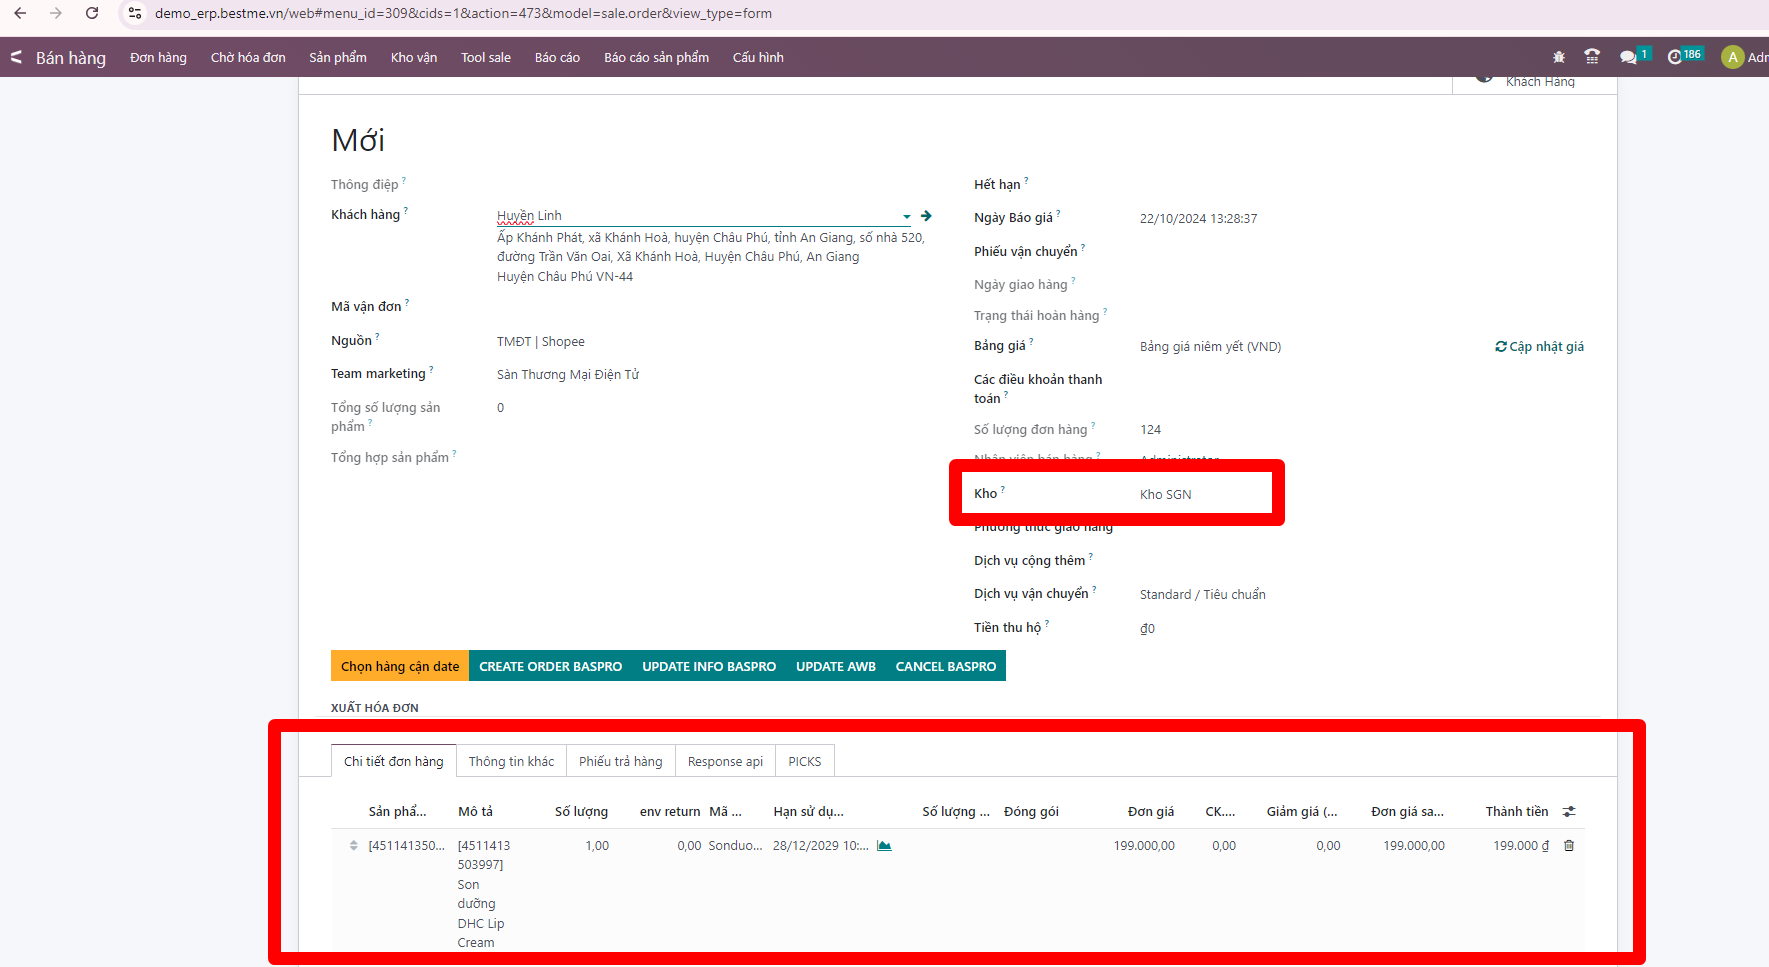 demo_erp.bestme.vn/web#menu_id=309&cids=1&action=473&model=sale.order&view_type=form
Bán hàng Đơn hàng Chờ hóa đơn Sản phẩm Kho vận Tool sale Báo cáo Báo cáo sản phẩm Cấu hình 1 186 A Adr
Khách Hàng
Mới
Thông điệp ?
Khách hàng ? Huyền Linh
Ấp Khánh Phát, xã Khánh Hoà, huyện Châu Phú, tỉnh An Giang, số nhà 520,
đường Trần Văn Oai, Xã Khánh Hoà, Huyện Châu Phú, An Giang
Huyện Châu Phú VN-44
Mã vận đơn ?
Nguồn ? TMĐT | Shopee
Team marketing ? Sàn Thương Mại Điện Tử
Tổng số lượng sản 0
phẩm ?
Tổng hợp sản phẩm ?
Hết hạn ?
Ngày Báo giá ? 22/10/2024 13:28:37
Phiếu vận chuyển ?
Ngày giao hàng ?
Trạng thái hoàn hàng ?
Bảng giá ? Bảng giá niêm yết (VND) Cập nhật giá
Các điều khoản thanh
toán ?
Số lượng đơn hàng ? 124
Nhân viên bán hàng ? Administrator
Kho ? Kho SGN
Phương thức giao hàng
Dịch vụ cộng thêm ?
Dịch vụ vận chuyển ? Standard / Tiêu chuẩn
Tiền thu hộ ? ₫0
Chọn hàng cận date CREATE ORDER BASPRO UPDATE INFO BASPRO UPDATE AWB CANCEL BASPRO
XUẤT HÓA ĐƠN
Chi tiết đơn hàng Thông tin khác Phiếu trả hàng Response api PICKS
Sản phẩ... Mô tả Số lượng env return Mã ... Hạn sử dụ... Số lượng ... Đóng gói Đơn giá CK.... Giảm giá (... Đơn giá sa... Thành tiền
[451141350... [4511413 1,00 0,00 Sonduo... 28/12/2029 10:... 199.000,00 0,00 0,00 199.000,00 199.000 ₫
503997]
Son
dưỡng
DHC Lip
Cream